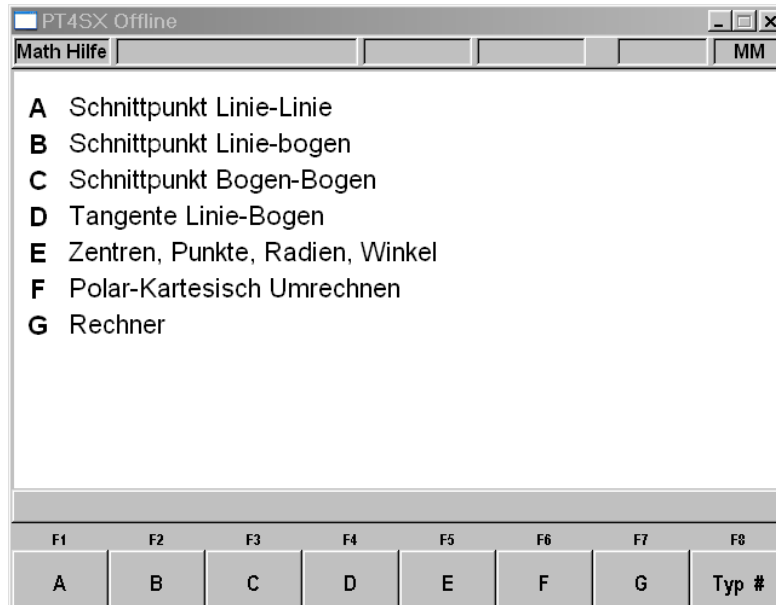 PT4SX Offline
Math Hilfe MM
A Schnittpunkt Linie-Linie
B Schnittpunkt Linie-bogen
C Schnittpunkt Bogen-Bogen
D Tangente Linie-Bogen
E Zentren, Punkte, Radien, Winkel
F Polar-Kartesisch Umrechnen
G Rechner
F1 F2 F3 F4 F5 F6 F7 F8
A B C D E F G Typ #